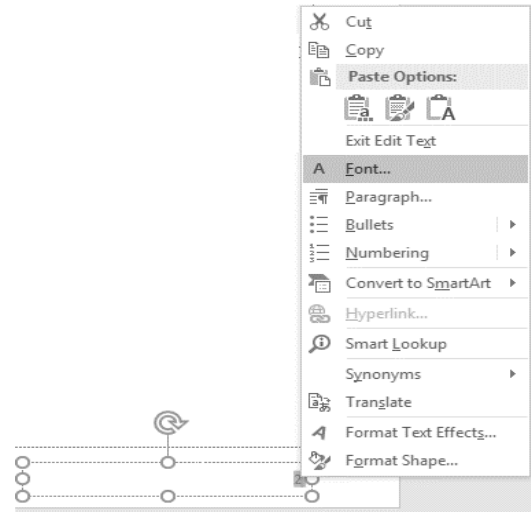 Cut
Copy
Paste Options:
Exit Edit Text
A Font...
Paragraph...
Bullets
Numbering
Convert to SmartArt
Hyperlink...
Smart Lookup
Synonyms
Translate
A Format Text Effects...
Format Shape...
2